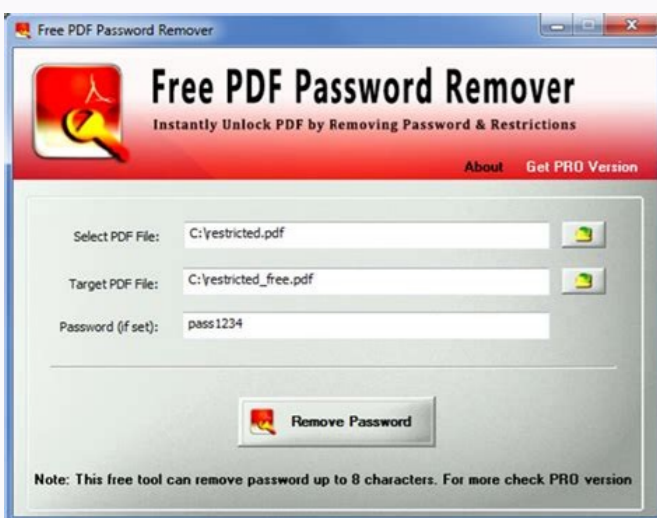 Free PDF Password Remover
Free PDF Password Remover
Instantly Unlock PDF by Removing Password & Restrictions
About Get PRO Version
Select PDF File: C:\restricted.pdf
Target PDF File: C:\restricted_free.pdf
Password (if set): pass1234
Remove Password
Note: This free tool can remove password up to 8 characters. For more check PRO version